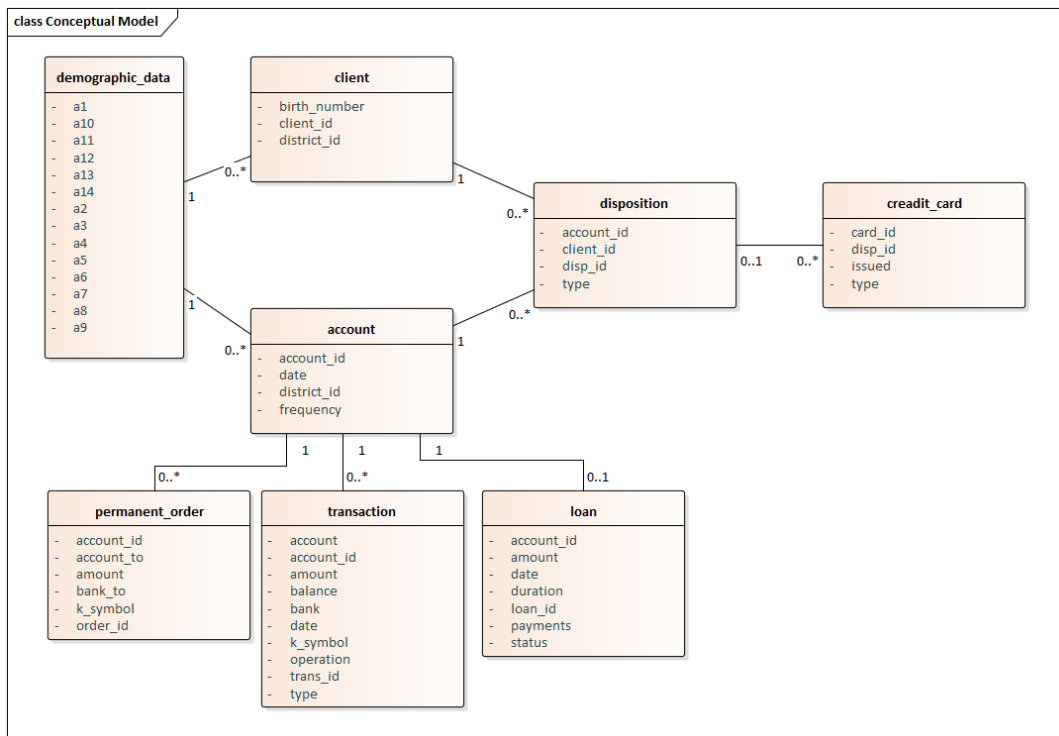 class Conceptual Model
demographic_data
- a1
- a10
- a11
- a12
- a13
- a14
- a2
- a3
- a4
- a5
- a6
- a7
- a8
- a9
client
- birth_number
- client_id
- district_id
1
0..*
1
0..*
disposition
- account_id
- client_id
- disp_id
- type
0..1
0..*
creadit_card
- card_id
- disp_id
- issued
- type
1
0..*
account
- account_id
- date
- district_id
- frequency
1
0..*
1
0..*
1
0..*
1
0..1
permanent_order
- account_id
- account_to
- amount
- bank_to
- k_symbol
- order_id
transaction
- account
- account_id
- amount
- balance
- bank
- date
- k_symbol
- operation
- trans_id
- type
loan
- account_id
- amount
- date
- duration
- loan_id
- payments
- status